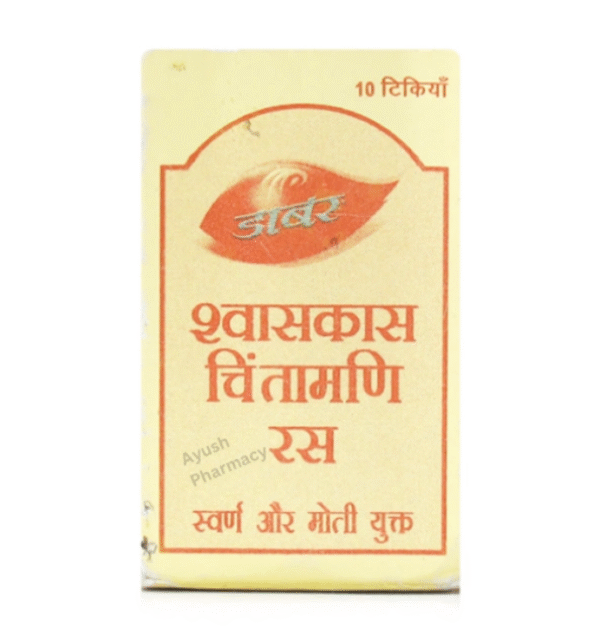 10 टिकियाँ
डाबर
श्वासकास
चिंतामणि
रस
Ayush
Pharmacy
स्वर्ण और मोती युक्त